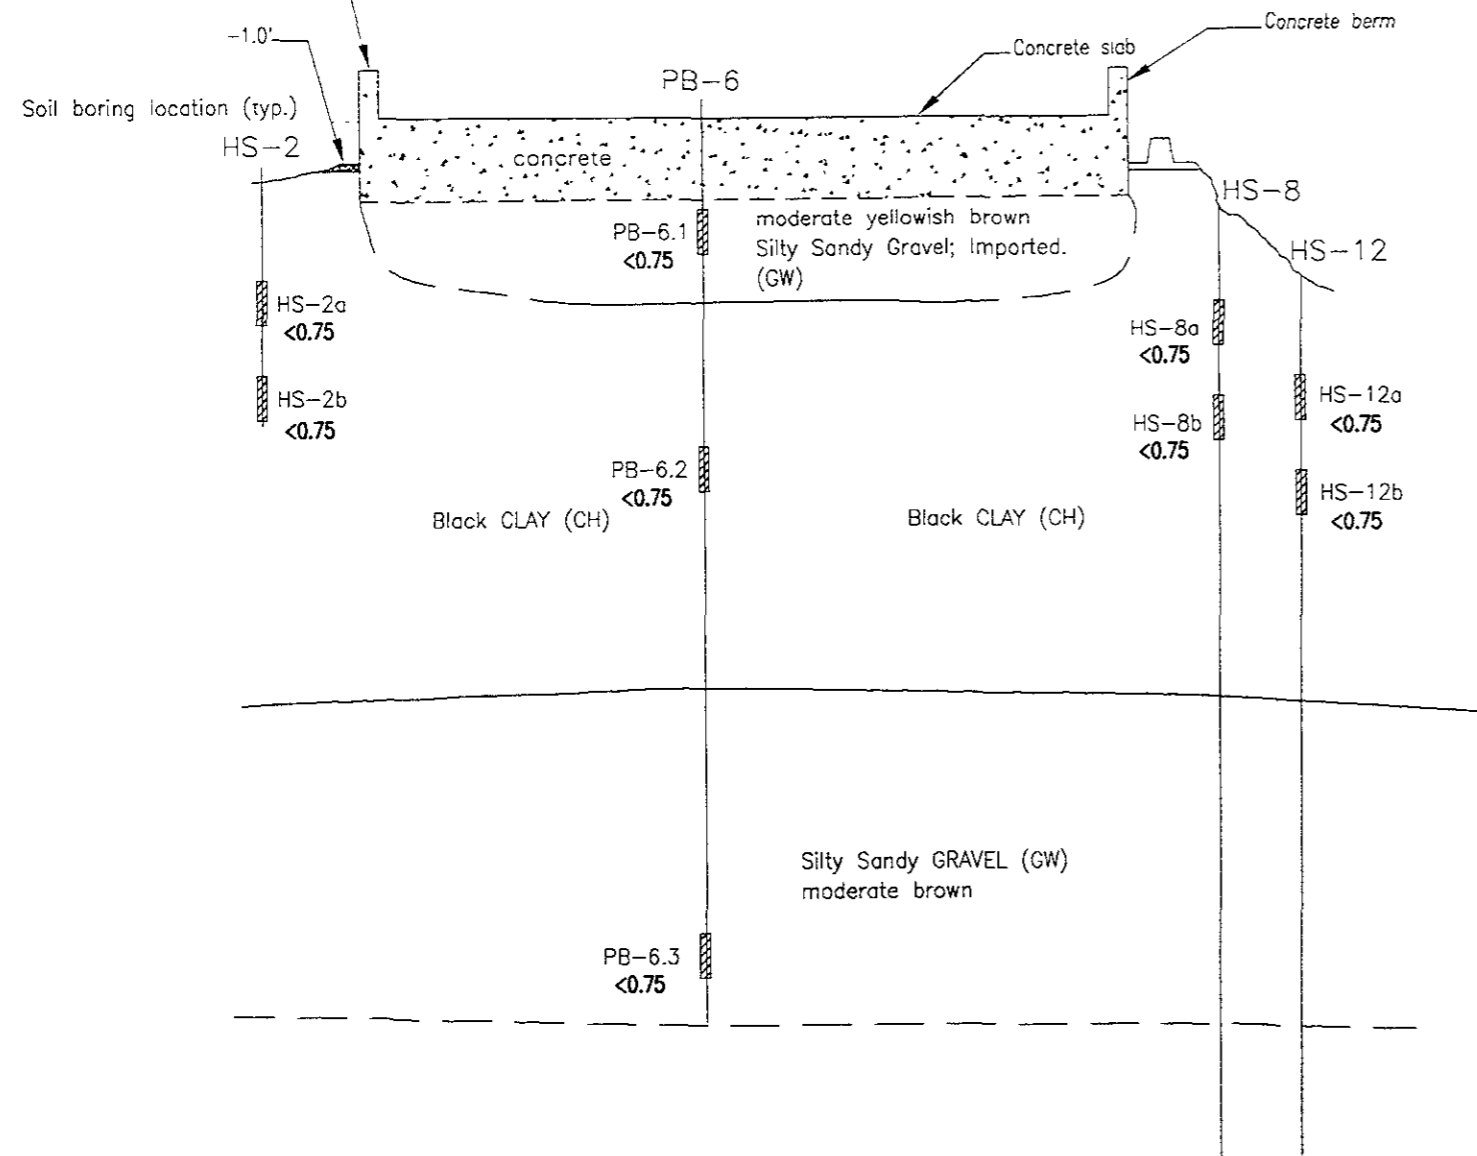 Concrete berm
-1.0'
Concrete slab
PB-6
Soil boring location (typ.)
HS-2
concrete
HS-8
moderate yellowish brown
Silty Sandy Gravel; Imported.
(GW)
PB-6.1
<0.75
HS-12
HS-2a
<0.75
HS-8a
<0.75
HS-2b
<0.75
HS-12a
<0.75
HS-8b
<0.75
PB-6.2
<0.75
HS-12b
<0.75
Black CLAY (CH)
Black CLAY (CH)
Silty Sandy GRAVEL (GW)
moderate brown
PB-6.3
<0.75